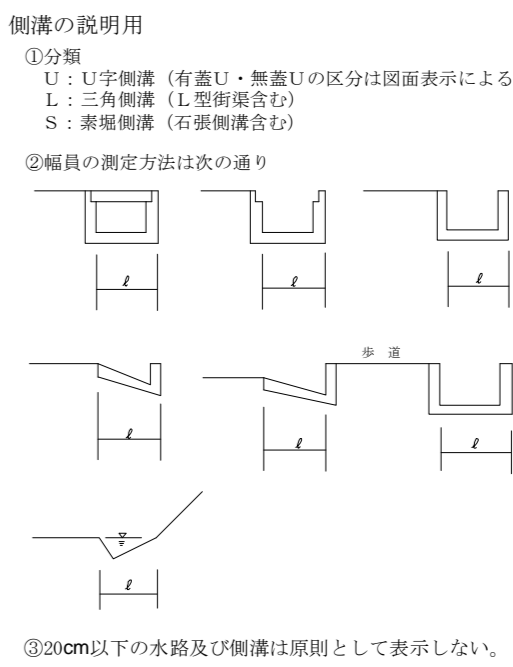 側溝の説明用
①分類
Ｕ：Ｕ字側溝（有蓋Ｕ・無蓋Ｕの区分は図面表示による
Ｌ：三角側溝（Ｌ型街渠含む）
Ｓ：素堀側溝（石張側溝含む）
②幅員の測定方法は次の通り
ℓ
ℓ
ℓ
歩　道
ℓ
ℓ
ℓ
ℓ
③20cm以下の水路及び側溝は原則として表示しない。